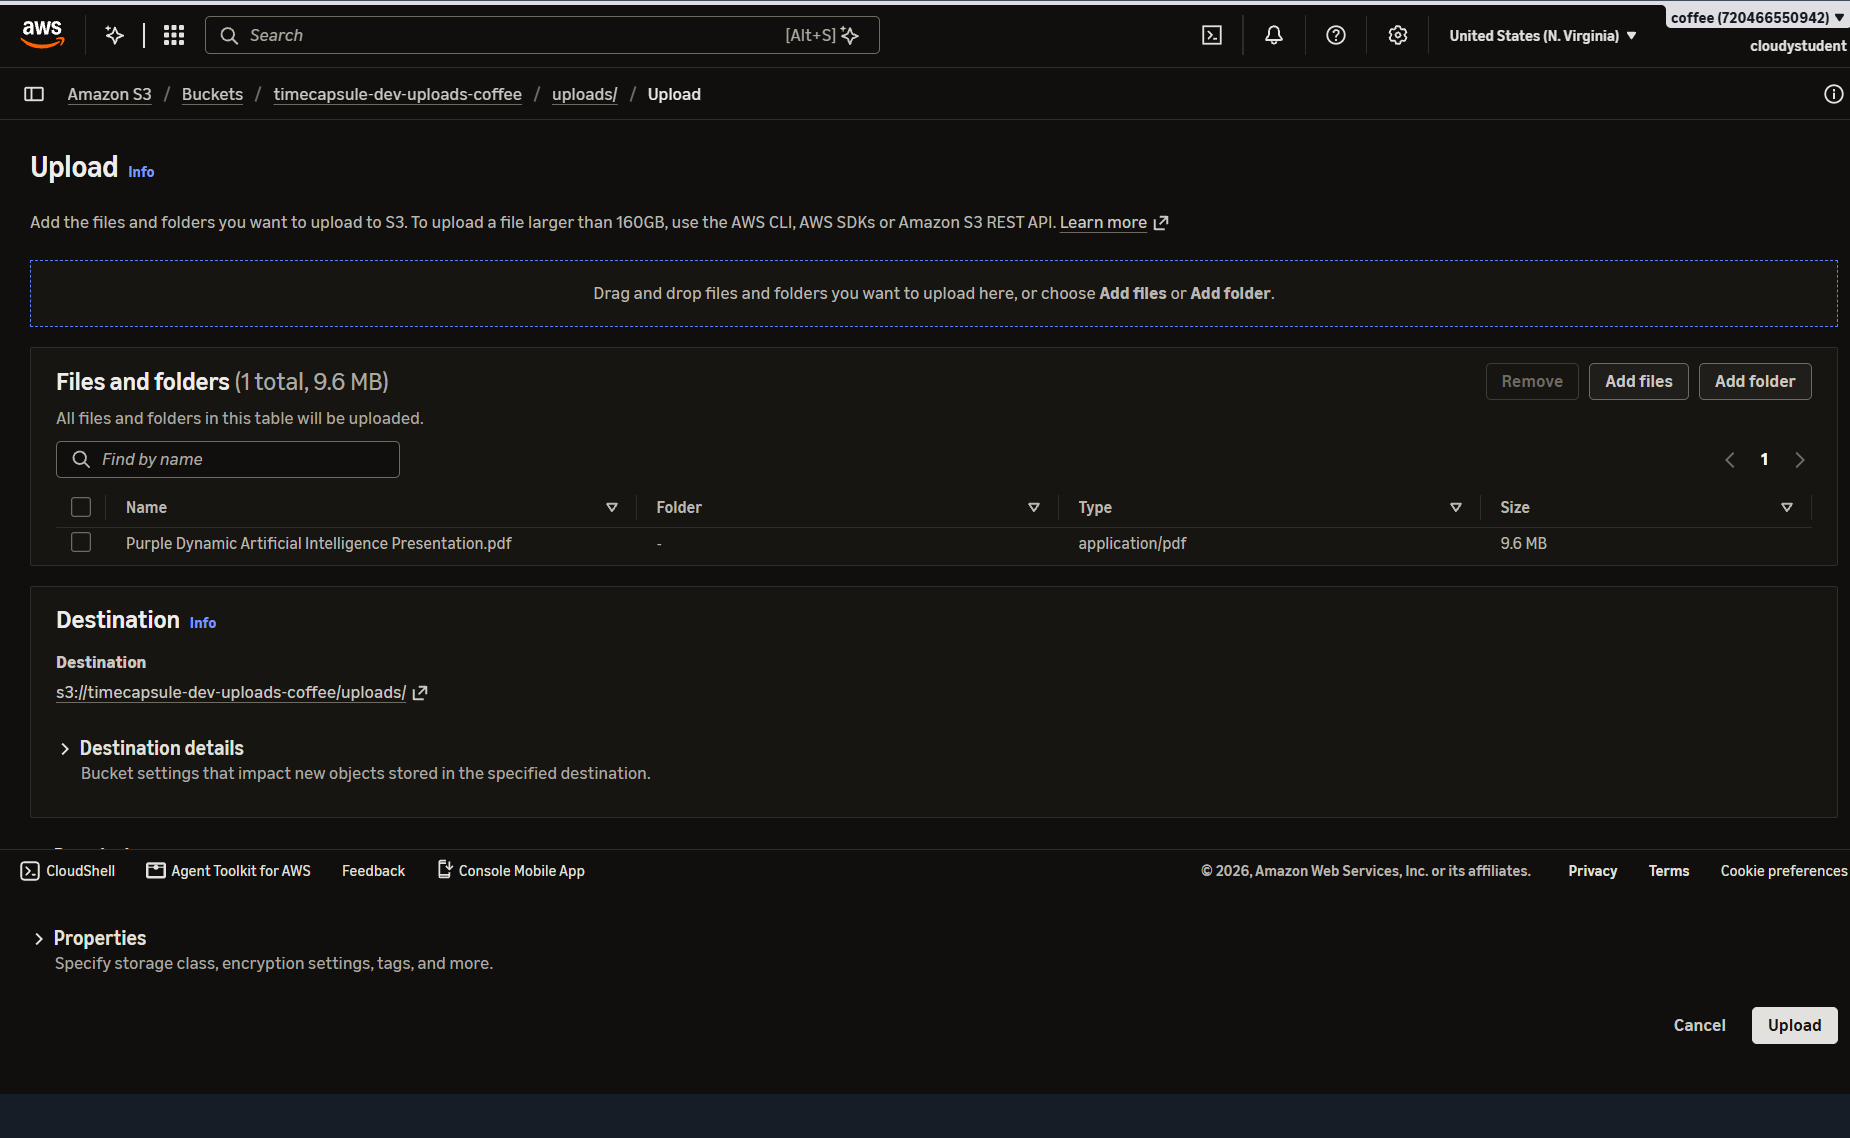 aws
Search [Alt+S]
United States (N. Virginia)
coffee (720466550942)
cloudystudent
Amazon S3 / Buckets / timecapsule-dev-uploads-coffee / uploads/ / Upload
Upload Info
Add the files and folders you want to upload to S3. To upload a file larger than 160GB, use the AWS CLI, AWS SDKs or Amazon S3 REST API. Learn more
Drag and drop files and folders you want to upload here, or choose Add files or Add folder.
Files and folders (1 total, 9.6 MB)
Remove Add files Add folder
All files and folders in this table will be uploaded.
Find by name
1
Name Folder Type Size
Purple Dynamic Artificial Intelligence Presentation.pdf - application/pdf 9.6 MB
Destination Info
Destination
s3://timecapsule-dev-uploads-coffee/uploads/
Destination details
Bucket settings that impact new objects stored in the specified destination.
CloudShell Agent Toolkit for AWS Feedback Console Mobile App © 2026, Amazon Web Services, Inc. or its affiliates. Privacy Terms Cookie preferences
Properties
Specify storage class, encryption settings, tags, and more.
Cancel Upload